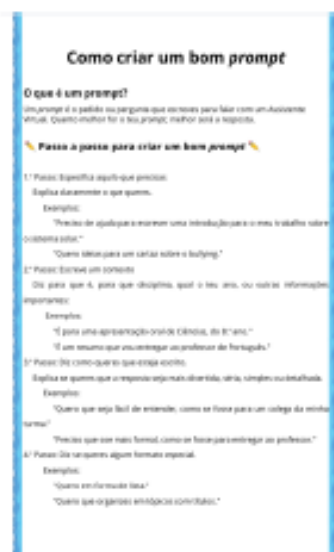 Como criar um bom prompt
O que é um prompt?
Um prompt é o pedido ou pergunta que escreves para falar com um Assistente
Virtual. Quanto melhor for o teu prompt, melhor será a resposta.
✏️ Passo a passo para criar um bom prompt ✏️
1.º Passo: Especifica aquilo que precisas
Explica claramente o que queres.
Exemplos:
"Preciso de ajuda para escrever uma introdução para o meu trabalho sobre
o sistema solar."
"Quero ideias para um cartaz sobre o bullying."
2.º Passo: Escreve um contexto
Diz para que é, para que disciplina, qual o teu ano, ou outras informações
importantes:
Exemplos:
"É para uma apresentação oral de Ciências, do 8.º ano."
"É um resumo que vou entregar ao professor de Português."
3.º Passo: Diz como queres que esteja escrito.
Explica se queres que a resposta seja mais divertida, séria, simples ou detalhada.
Exemplos:
"Quero que seja fácil de entender, como se fosse para um colega da minha
turma."
"Preciso que soe mais formal, como se fosse para entregar ao professor."
4.º Passo: Diz se queres algum formato especial.
Exemplos:
"Quero em forma de lista."
"Quero que organizes em tópicos com títulos."